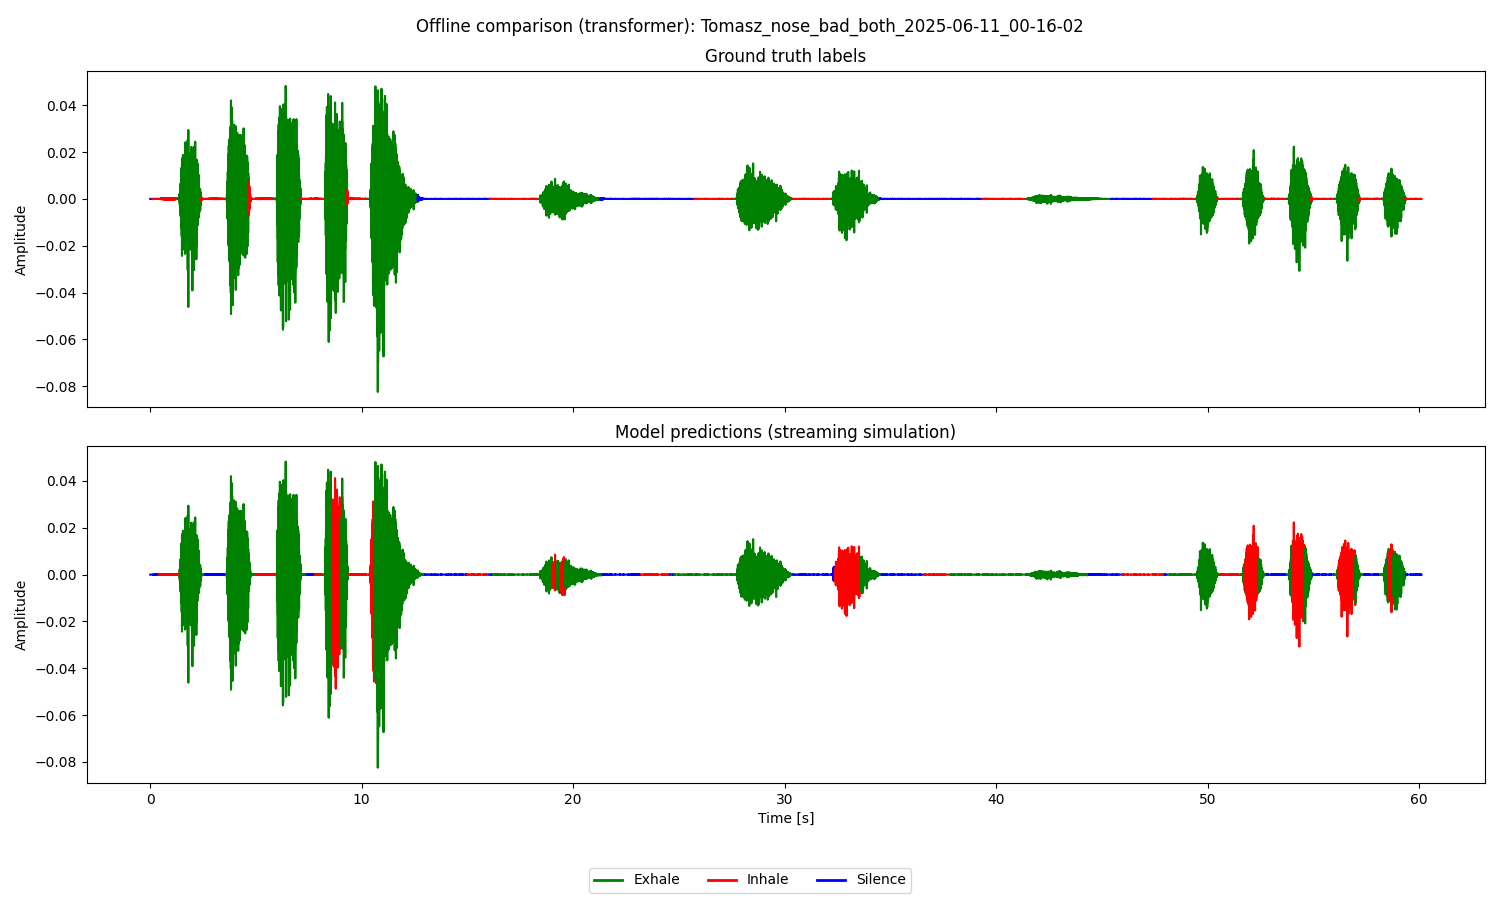 Offline comparison (transformer): Tomasz_nose_bad_both_2025-06-11_00-16-02
Ground truth labels
0.04
0.02
0.00
−0.02
−0.04
−0.06
−0.08
Amplitude
Model predictions (streaming simulation)
0.04
0.02
0.00
−0.02
−0.04
−0.06
−0.08
Amplitude
0 10 20 30 40 50 60
Time [s]
Exhale Inhale Silence